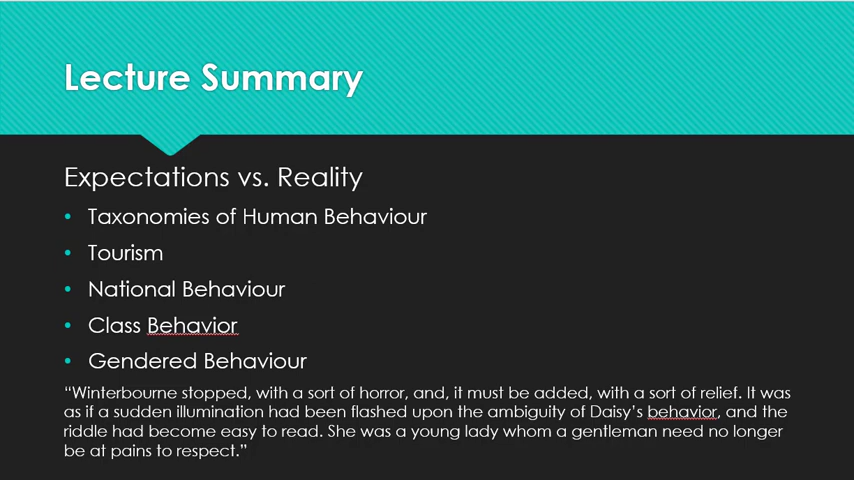 Lecture Summary
Expectations vs. Reality
• Taxonomies of Human Behaviour
• Tourism
• National Behaviour
• Class Behavior
• Gendered Behaviour
“Winterbourne stopped, with a sort of horror, and, it must be added, with a sort of relief. It was
as if a sudden illumination had been flashed upon the ambiguity of Daisy’s behavior, and the
riddle had become easy to read. She was a young lady whom a gentleman need no longer
be at pains to respect.”